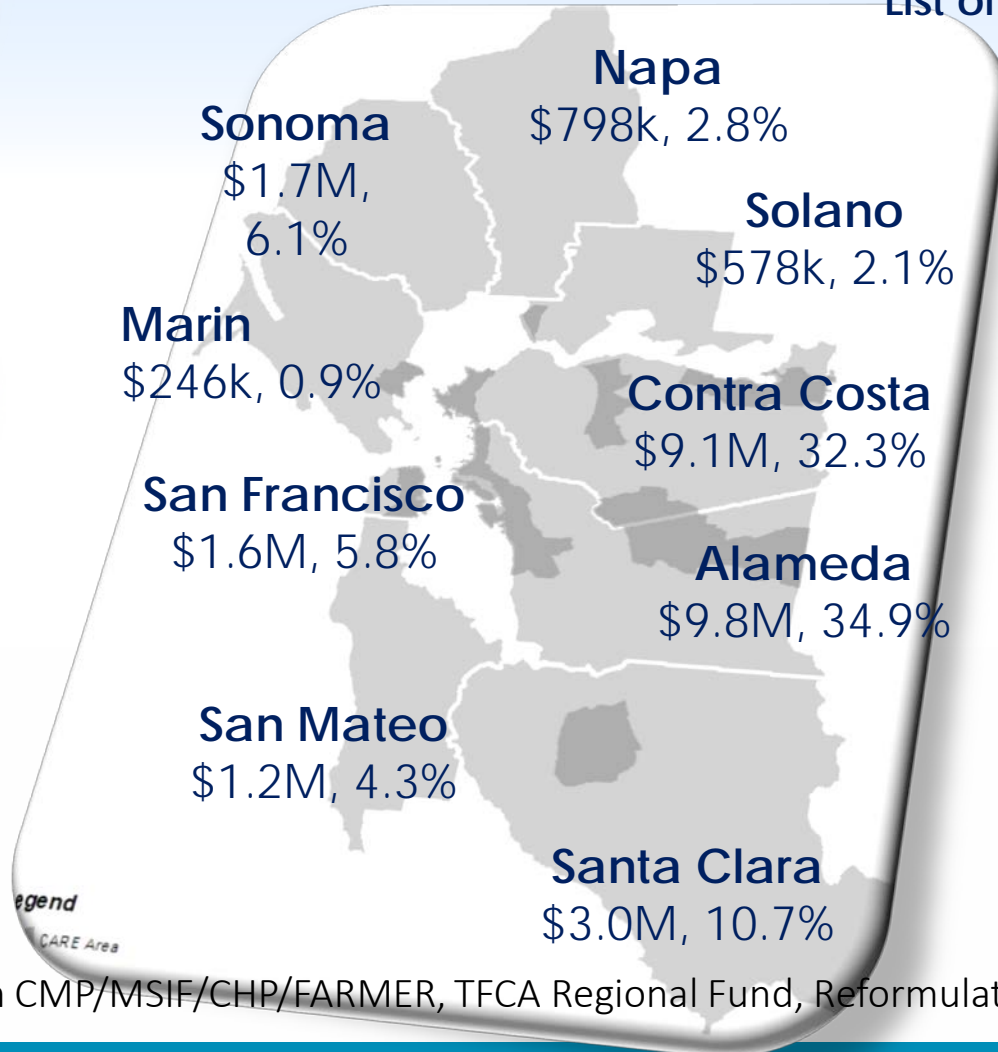 List of
Napa
$798k, 2.8%
Sonoma
$1.7M,
6.1%
Solano
$578k, 2.1%
Marin
$246k, 0.9%
Contra Costa
$9.1M, 32.3%
San Francisco
$1.6M, 5.8%
Alameda
$9.8M, 34.9%
San Mateo
$1.2M, 4.3%
Santa Clara
$3.0M, 10.7%
egend
CARE Area
CMP/MSIF/CHP/FARMER, TFCA Regional Fund, Reformulat